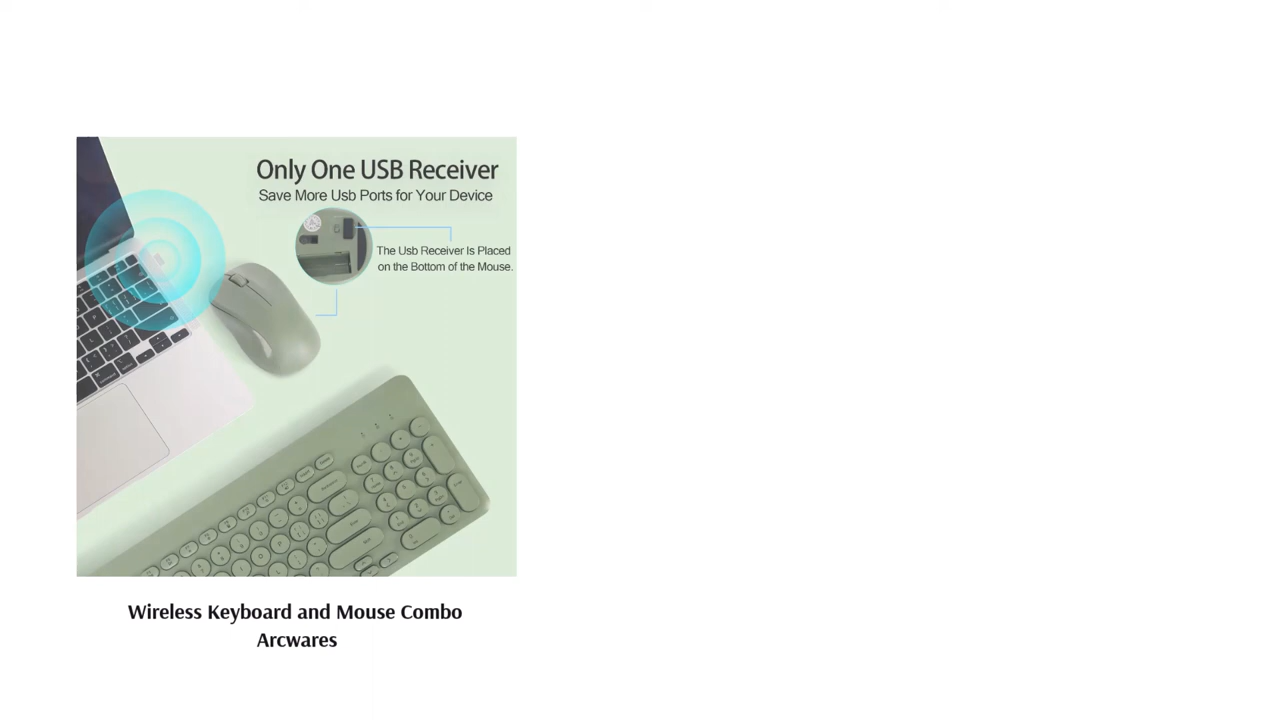 Only One USB Receiver
Save More Usb Ports for Your Device
The Usb Receiver Is Placed
on the Bottom of the Mouse.
Wireless Keyboard and Mouse Combo
Arcwares